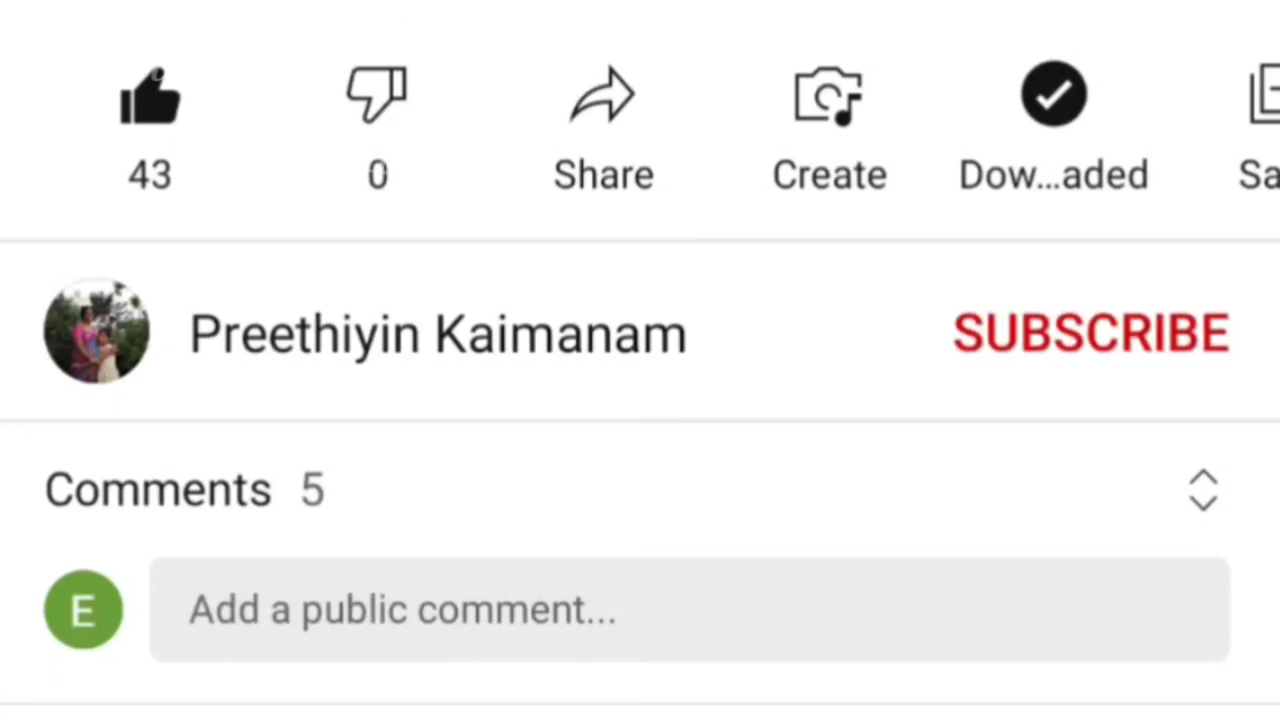 43 0 Share Create Dow...aded Sa
Preethiyin Kaimanam SUBSCRIBE
Comments 5
E Add a public comment...